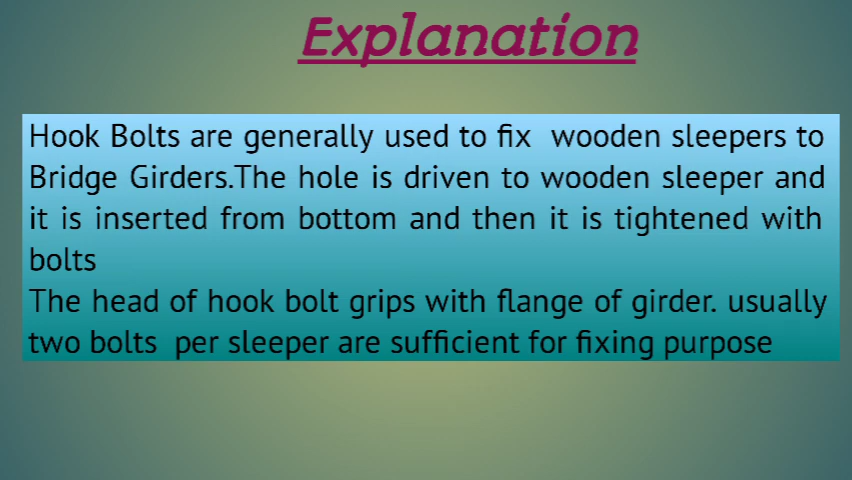 Explanation
Hook Bolts are generally used to fix wooden sleepers to
Bridge Girders.The hole is driven to wooden sleeper and
it is inserted from bottom and then it is tightened with
bolts
The head of hook bolt grips with flange of girder. usually
two bolts per sleeper are sufficient for fixing purpose